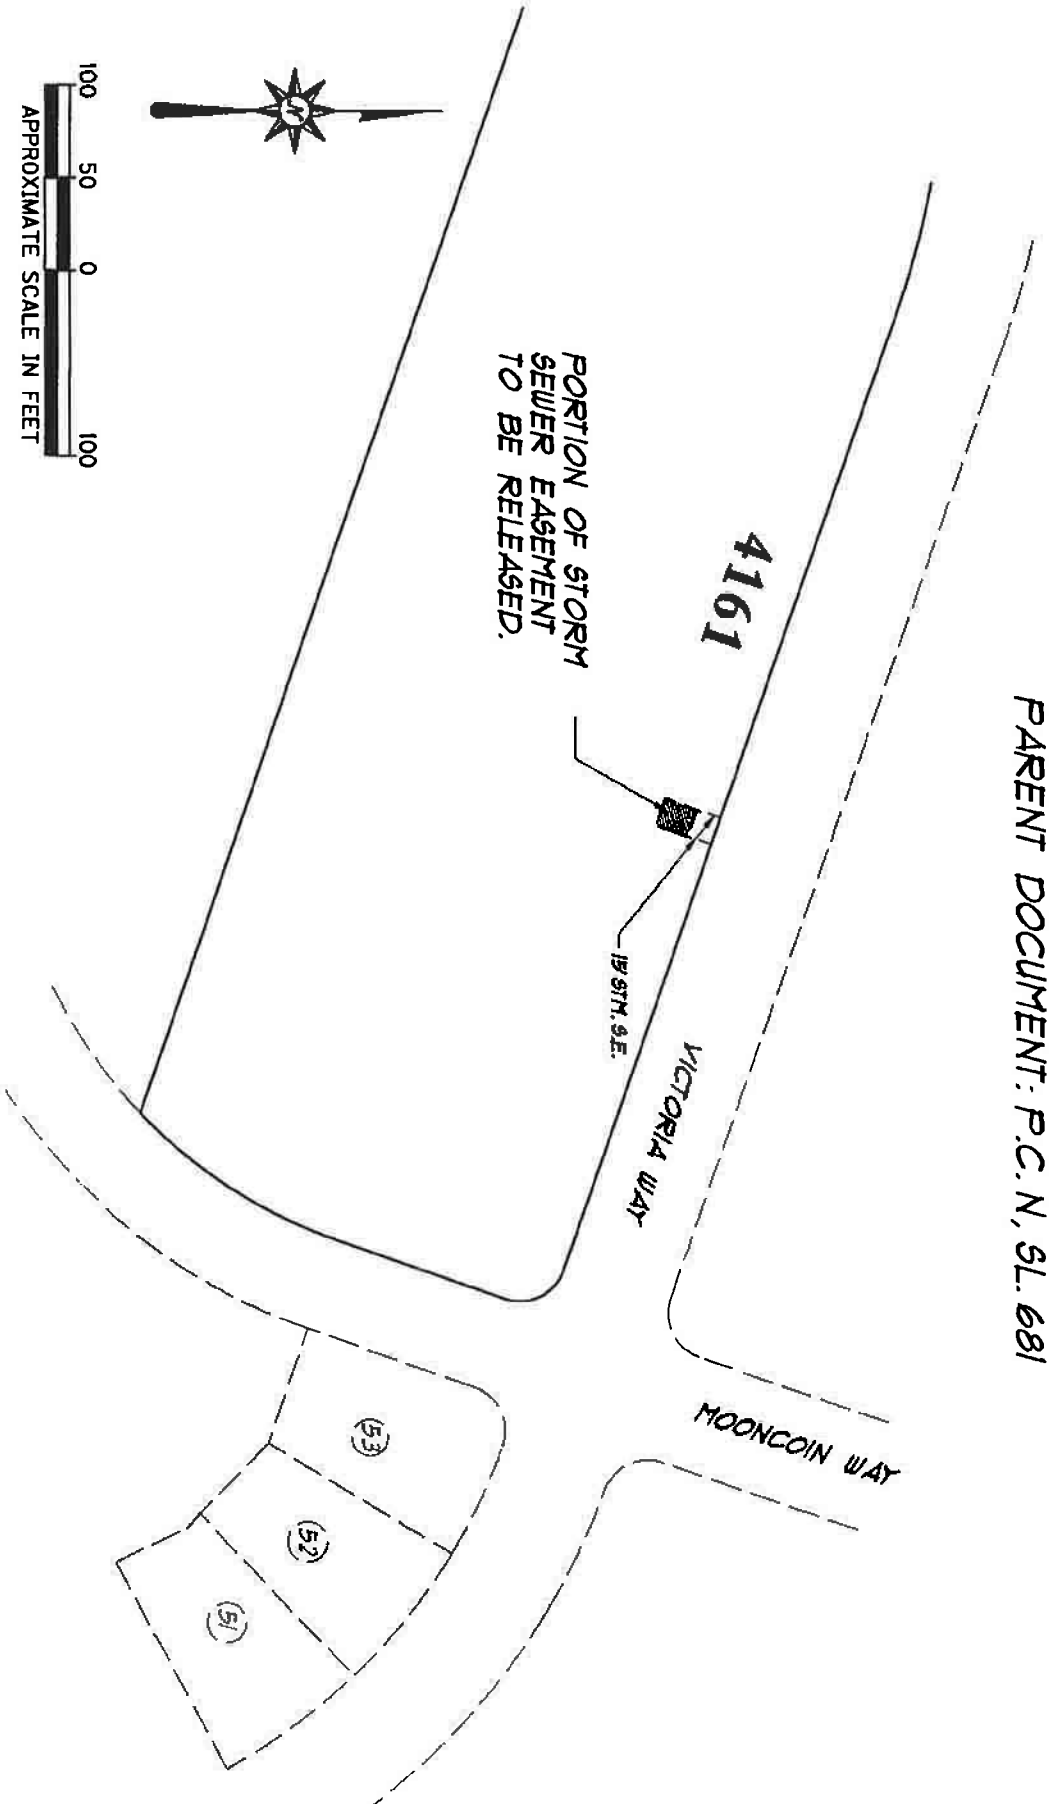 PARENT DOCUMENT: P.C. N, SL. 681
4161
PORTION OF STORM
SEWER EASEMENT
TO BE RELEASED.
15' STM. S.E.
VICTORIA WAY
MOONCOIN WAY
53
52
51
N
100 50 0 100
APPROXIMATE SCALE IN FEET